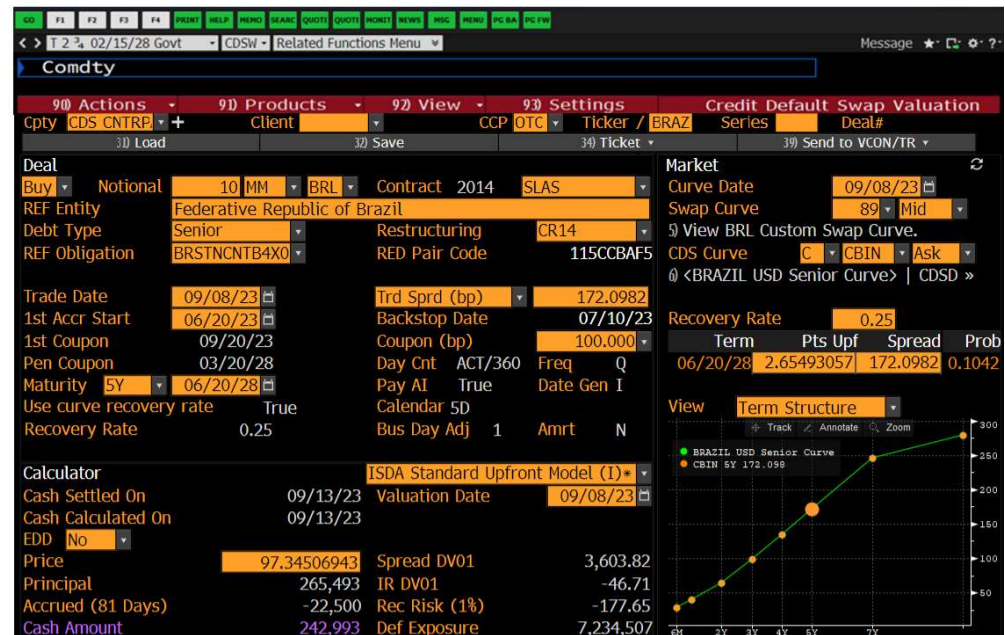 GO F1 F2 F3 F4 PRINT HELP MEMO SEARC QUOTE QUOTE MONIT NEWS MSG MENU PG BA PG FW
< > T 2 ¾ 02/15/28 Govt CDSW Related Functions Menu Message
Comdty
90) Actions 91) Products 92) View 93) Settings Credit Default Swap Valuation
Cpty CDS CNTRP. + Client CCP OTC Ticker / BRAZ Series Deal#
31) Load 32) Save 34) Ticket 39) Send to VCON/TR
Deal
Buy Notional 10 MM BRL Contract 2014 SLAS
REF Entity Federative Republic of Brazil
Debt Type Senior Restructuring CR14
REF Obligation BRSTNCNTB4X0 RED Pair Code 115CCBAF5
Trade Date 09/08/23 Trd Sprd (bp) 172.0982
1st Accr Start 06/20/23 Backstop Date 07/10/23
1st Coupon 09/20/23 Coupon (bp) 100.000
Pen Coupon 03/20/28 Day Cnt ACT/360 Freq Q
Maturity 5Y 06/20/28 Pay AI True Date Gen I
Use curve recovery rate True Calendar 5D
Recovery Rate 0.25 Bus Day Adj 1 Amrt N
Market
Curve Date 09/08/23
Swap Curve 89 Mid
5) View BRL Custom Swap Curve.
CDS Curve C CBIN Ask
6) <BRAZIL USD Senior Curve> | CDSD »
Recovery Rate 0.25
Term Pts Upf Spread Prob
06/20/28 2.65493057 172.0982 0.1042
View Term Structure
Track Annotate Zoom
BRAZIL USD Senior Curve
CBIN 5Y 172.098
300
250
200
150
100
50
6M 2Y 3Y 4Y 5Y 7Y
Calculator ISDA Standard Upfront Model (I)*
Cash Settled On 09/13/23 Valuation Date 09/08/23
Cash Calculated On 09/13/23
EDD No
Price 97.34506943 Spread DV01 3,603.82
Principal 265,493 IR DV01 -46.71
Accrued (81 Days) -22,500 Rec Risk (1%) -177.65
Cash Amount 242,993 Def Exposure 7,234,507